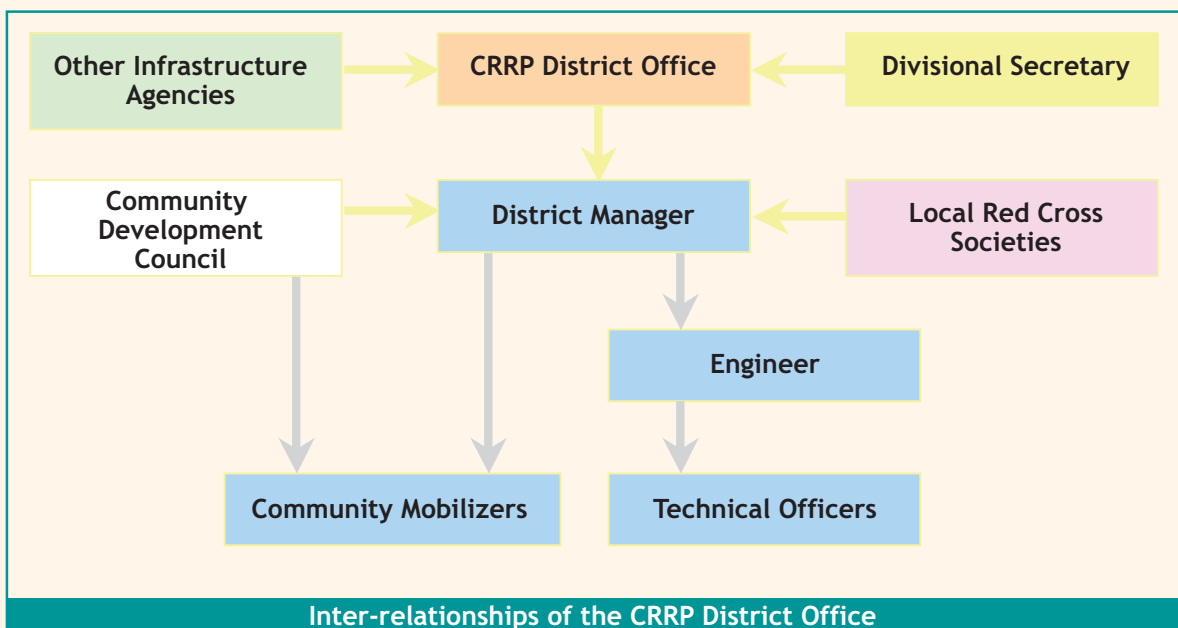 Other Infrastructure
Agencies
CRRP District Office
Divisional Secretary
Community
Development
Council
District Manager
Local Red Cross
Societies
Engineer
Community Mobilizers
Technical Officers
Inter-relationships of the CRRP District Office